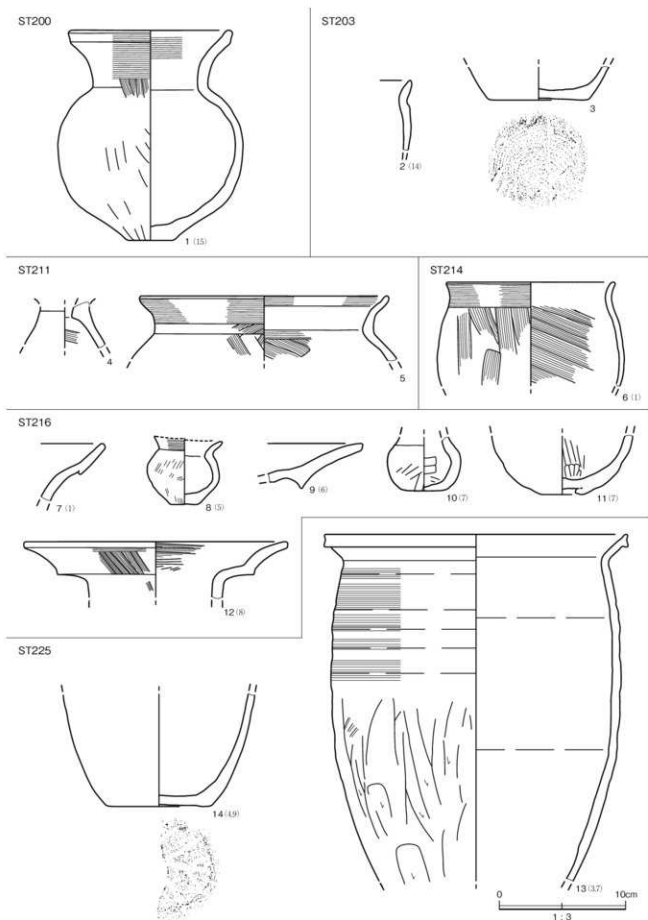 ST200
1 (15)
ST203
2 (14)
3
ST211
4
5
ST214
6 (1)
ST216
7 (1)
8 (5)
9 (6)
10 (7)
11 (7)
12 (8)
ST225
14 (4,9)
13 (3,7)
0 10cm
1 : 3